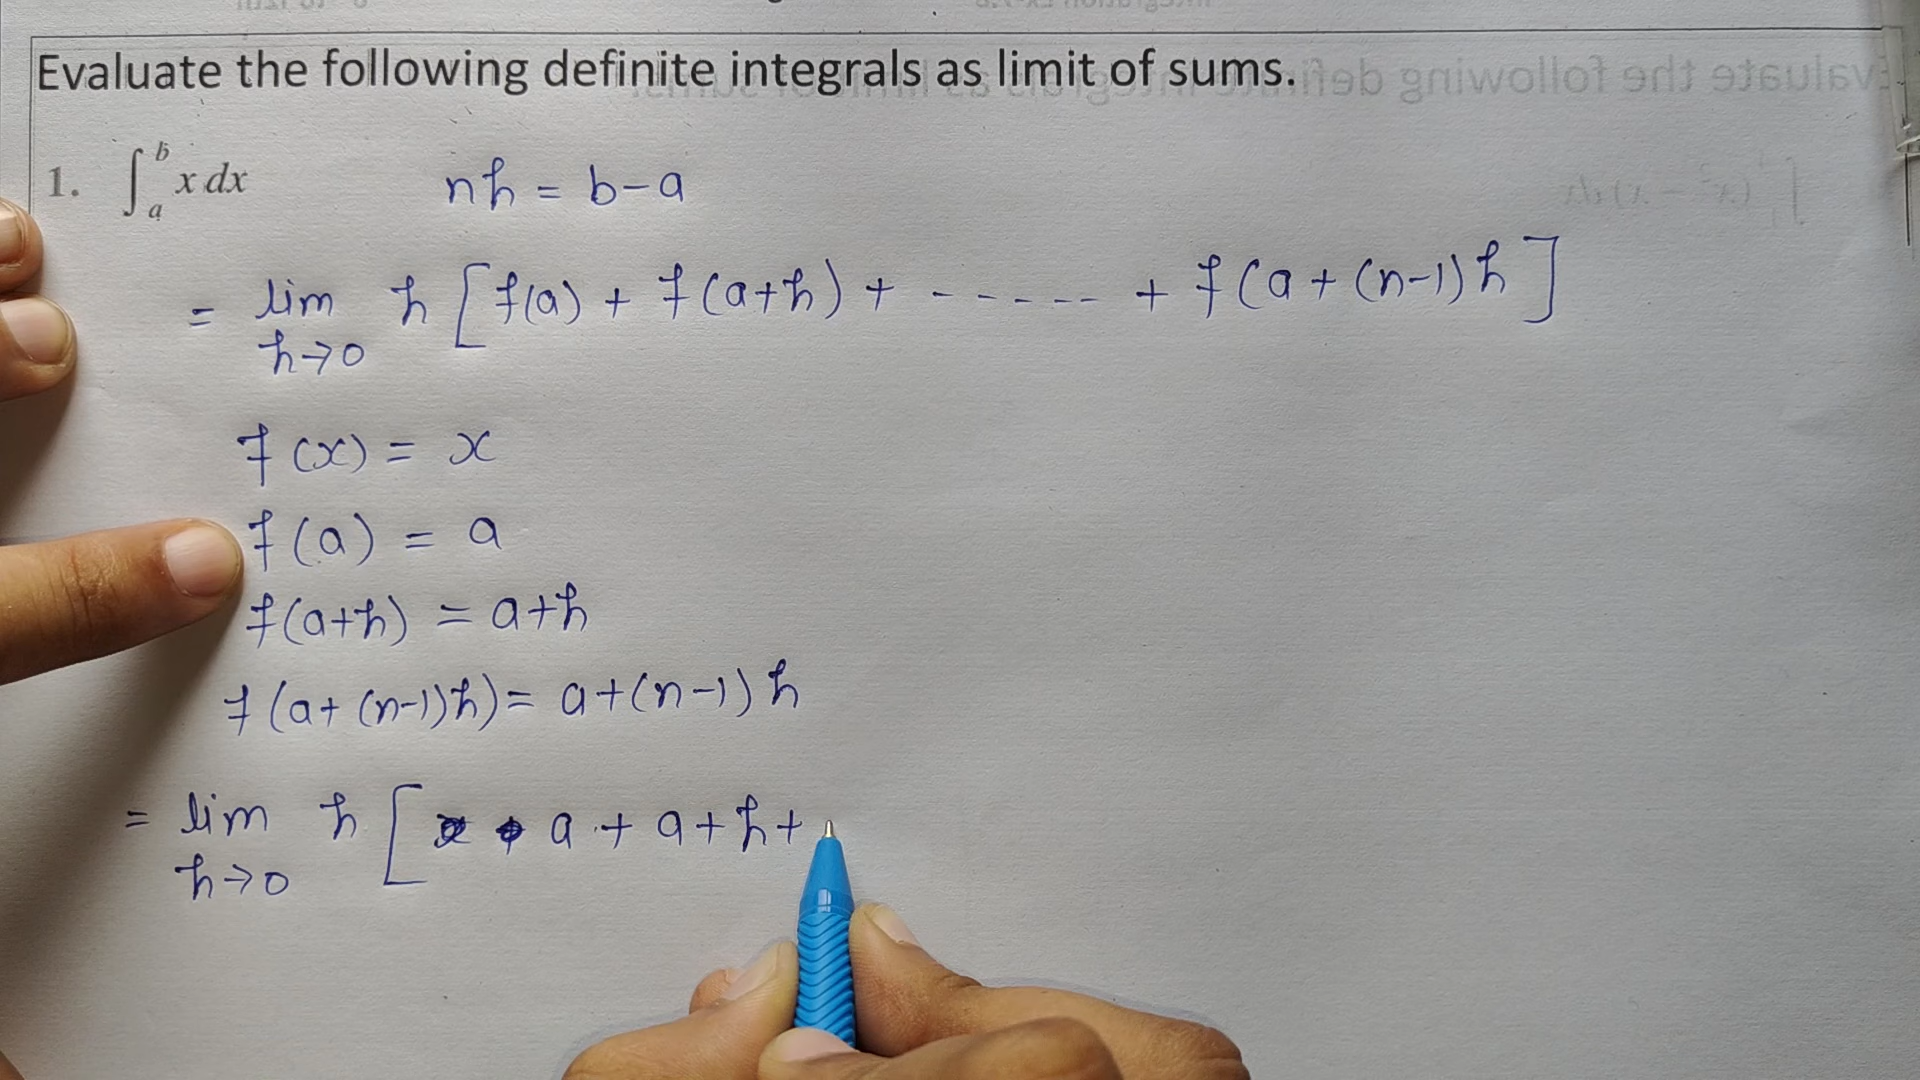 Evaluate the following definite integrals as limit of sums.
1. ∫ₐᵇ x dx
nh = b-a
= lim h→0 h [ f(a) + f(a+h) + ------ + f(a+(n-1)h ]
f(x) = x
f(a) = a
f(a+h) = a+h
f(a+(n-1)h) = a+(n-1)h
= lim h→0 h [ a + a+h+